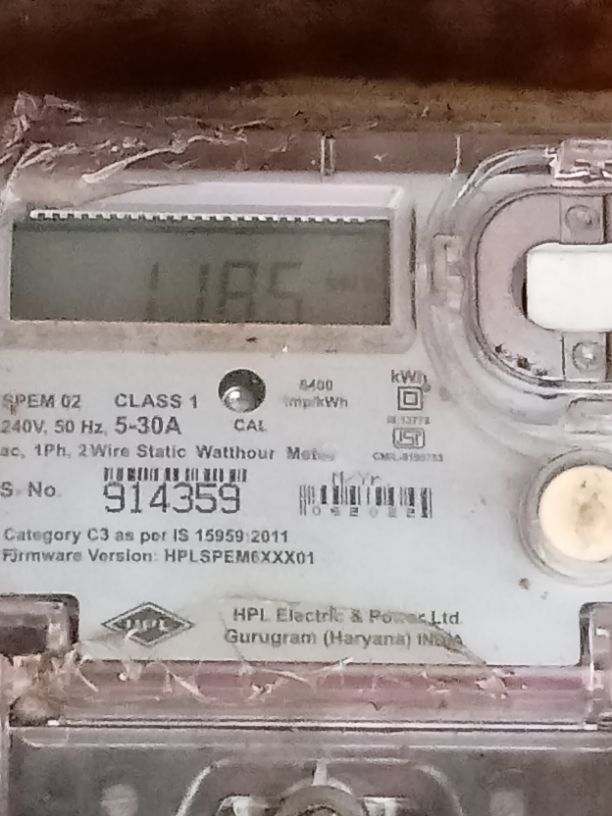 SPEM 02 CLASS 1
240V, 50 Hz, 5-30A
CAL
6400
imp/kWh
kWh
ac, 1Ph, 2Wire Static Watthour Meter
S. No.
914359
M/Yr.
Category C3 as per IS 15959:2011
Firmware Version: HPLSPEM6XXX01
HPL
HPL Electric & Power Ltd.
Gurugram (Haryana) INDIA